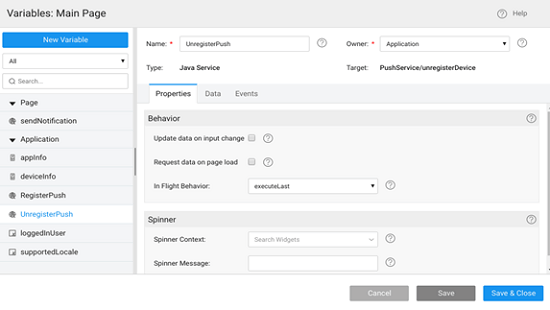 Variables: Main Page
Help
New Variable
All
Search...
Page
sendNotification
Application
appInfo
deviceInfo
RegisterPush
UnregisterPush
loggedInUser
supportedLocale
Name: * UnregisterPush
Owner: * Application
Type: Java Service
Target: PushService/unregisterDevice
Properties Data Events
Behavior
Update data on input change
Request data on page load
In Flight Behavior: executeLast
Spinner
Spinner Context: Search Widgets
Spinner Message:
Cancel Save Save & Close